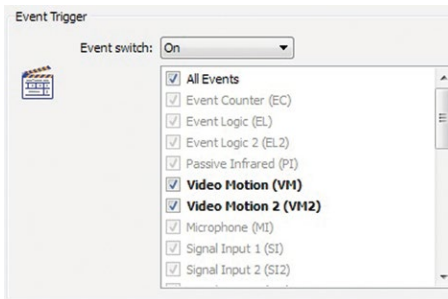 Event Trigger
Event switch: On
All Events
Event Counter (EC)
Event Logic (EL)
Event Logic 2 (EL2)
Passive Infrared (PI)
Video Motion (VM)
Video Motion 2 (VM2)
Microphone (MI)
Signal Input 1 (SI)
Signal Input 2 (SI2)